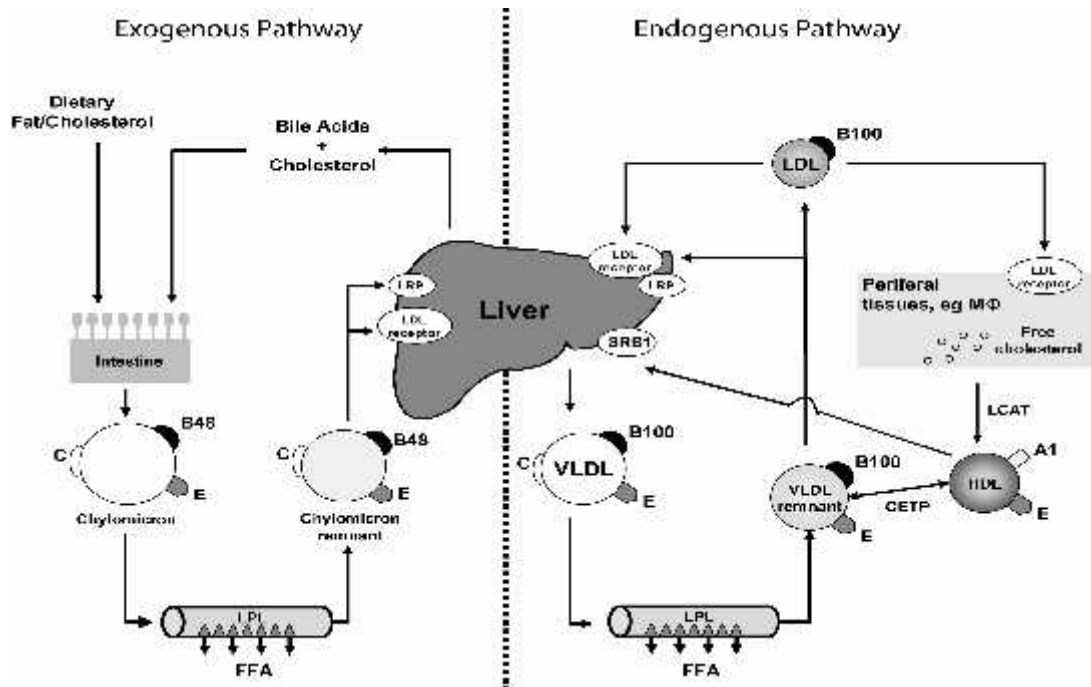 Exogenous Pathway
Endogenous Pathway
Dietary
Fat/Cholesterol
Bile Acids
+
Cholesterol
B100
LDL
LDL
receptor
LRP
LDL
receptor
Periferal
tissues, eg MΦ
LRP
Liver
LDL
receptor
SRB1
Free
cholesterol
Intestine
LCAT
B48
C
E
Chylomicron
B48
E
Chylomicron
remnant
B100
C
VLDL
E
B100
VLDL
remnant
E
CETP
A1
HDL
E
LPL
FFA
LPL
FFA